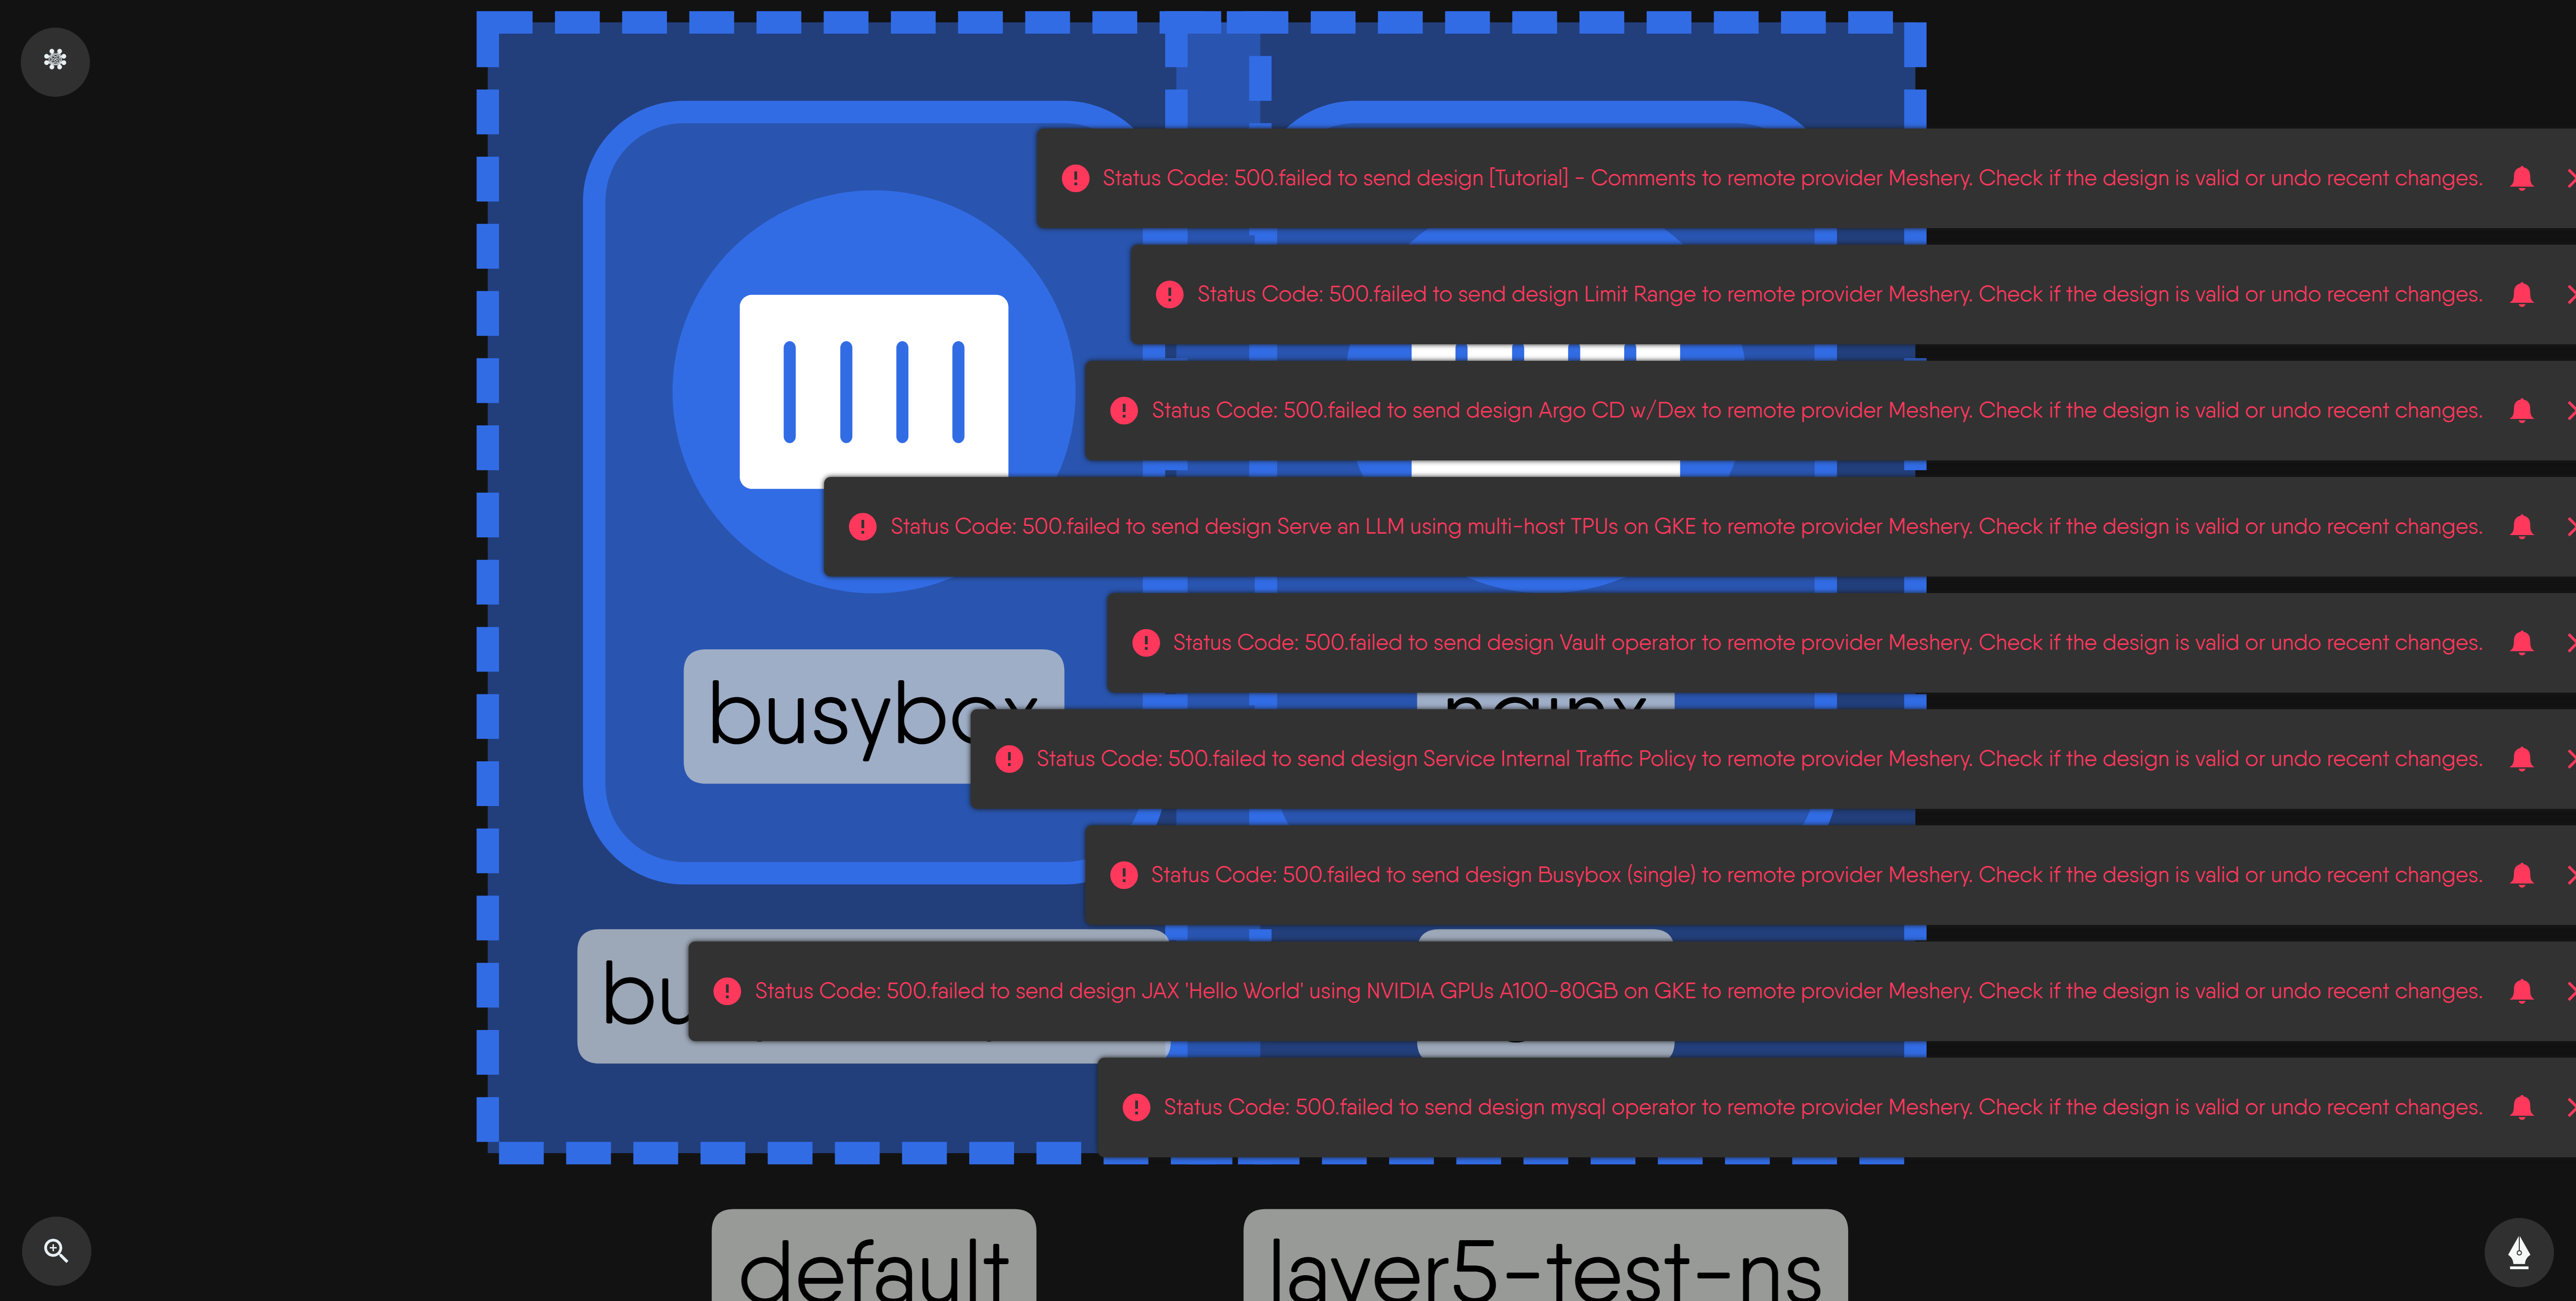 Status Code: 500.failed to send design [Tutorial] - Comments to remote provider Meshery. Check if the design is valid or undo recent changes.
Status Code: 500.failed to send design Limit Range to remote provider Meshery. Check if the design is valid or undo recent changes.
Status Code: 500.failed to send design Argo CD w/Dex to remote provider Meshery. Check if the design is valid or undo recent changes.
Status Code: 500.failed to send design Serve an LLM using multi-host TPUs on GKE to remote provider Meshery. Check if the design is valid or undo recent changes.
Status Code: 500.failed to send design Vault operator to remote provider Meshery. Check if the design is valid or undo recent changes.
busybox
nginx
Status Code: 500.failed to send design Service Internal Traffic Policy to remote provider Meshery. Check if the design is valid or undo recent changes.
Status Code: 500.failed to send design Busybox (single) to remote provider Meshery. Check if the design is valid or undo recent changes.
Status Code: 500.failed to send design JAX 'Hello World' using NVIDIA GPUs A100-80GB on GKE to remote provider Meshery. Check if the design is valid or undo recent changes.
Status Code: 500.failed to send design mysql operator to remote provider Meshery. Check if the design is valid or undo recent changes.
default
layer5-test-ns